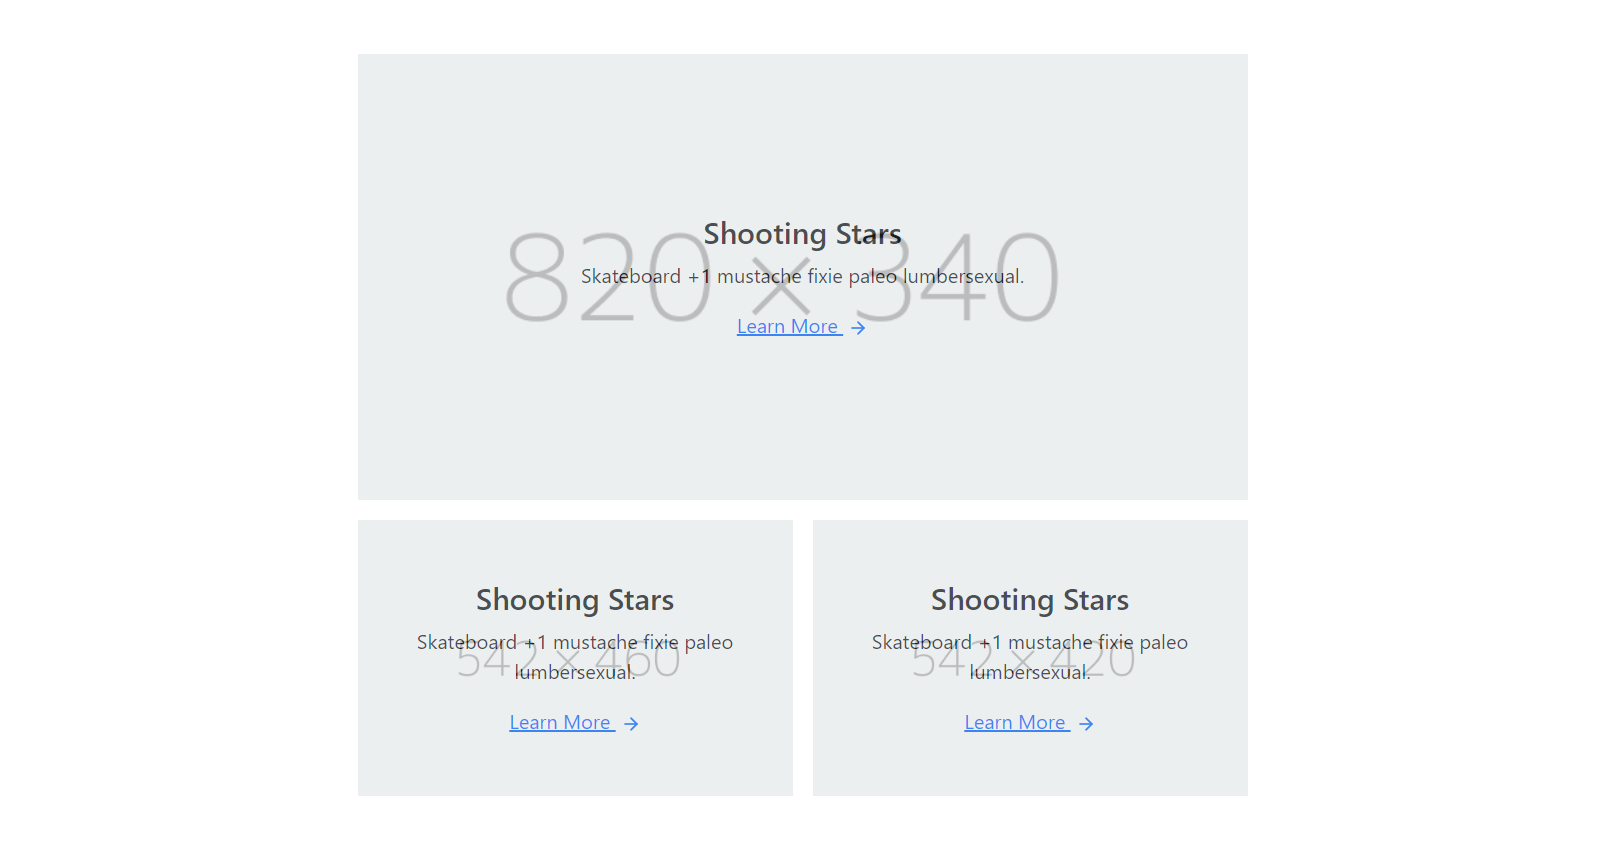 Shooting Stars
820 × 340
Skateboard +1 mustache fixie paleo lumbersexual.
Learn More →
Shooting Stars
Skateboard +1 mustache fixie paleo
542 × 460
lumbersexual.
Learn More →
Shooting Stars
Skateboard +1 mustache fixie paleo
542 × 420
lumbersexual.
Learn More →